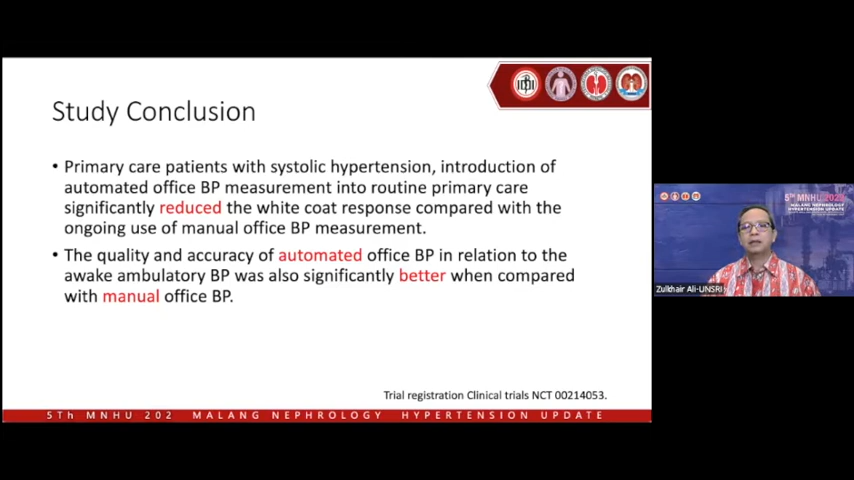 Study Conclusion
• Primary care patients with systolic hypertension, introduction of
automated office BP measurement into routine primary care
significantly reduced the white coat response compared with the
ongoing use of manual office BP measurement.
• The quality and accuracy of automated office BP in relation to the
awake ambulatory BP was also significantly better when compared
with manual office BP.
Trial registration Clinical trials NCT 00214053.
5Th MNHU 202 MALANG NEPHROLOGY HYPERTENSION UPDATE
IDI
MALANG NEPHROLOGY
HYPERTENSION UPDATE
Zulkhair Ali-UNSRI